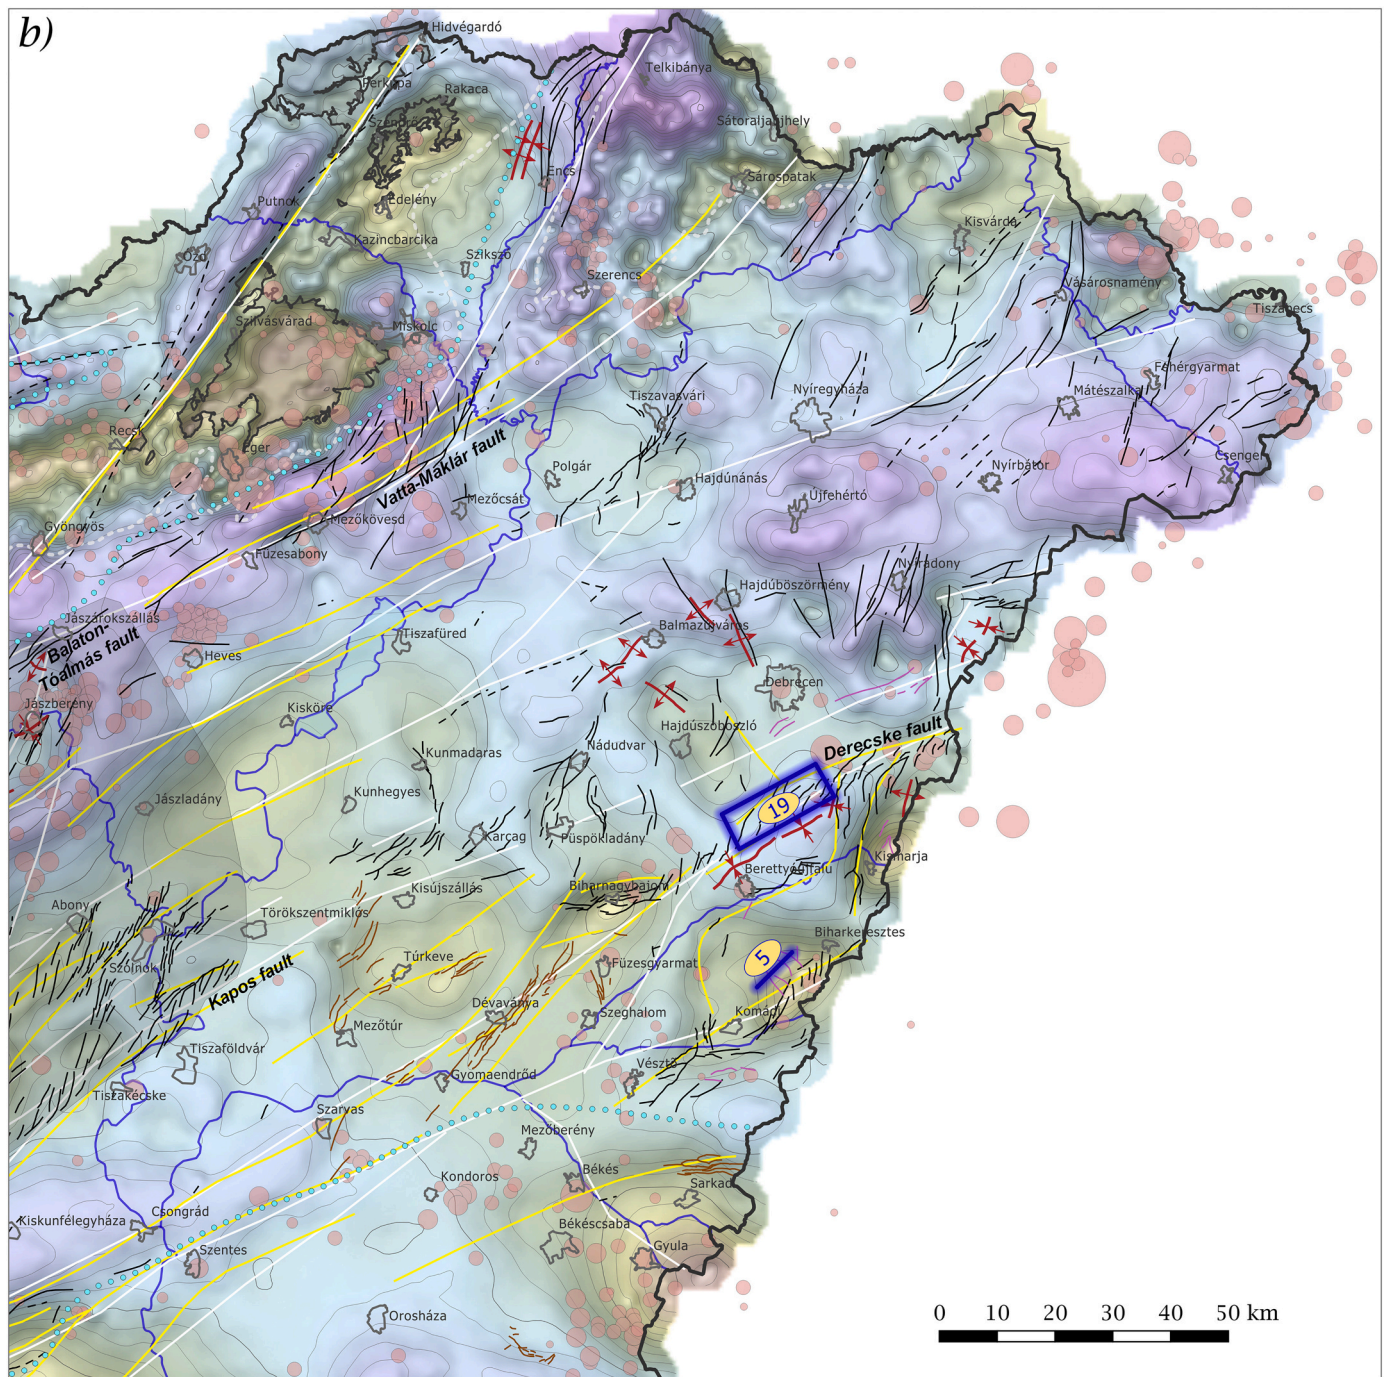 b)
Hidvégardó
Telkibánya
Perkupa
Rakaca
Szendrő
Sátoraljaújhely
Encs
Sárospatak
Putnok
Edelény
Kisvárda
Kazincbarcika
Ózd
Szikszó
Szerencs
Vásárosnamény
Tiszabecs
Szilvásvárad
Miskolc
Fehérgyarmat
Nyíregyháza
Mátészalka
Tiszavasvári
Recsk
Eger
Vatta-Máklár fault
Polgár
Nyírbátor
Csenger
Hajdúnánás
Mezőcsát
Újfehértó
Gyöngyös
Mezőkövesd
Füzesabony
Nyíradony
Hajdúböszörmény
Jászárokszállás
Balmazújváros
Balaton-
Tóalmás fault
Tiszafüred
Heves
Debrecen
Jászberény
Kisköre
Hajdúszoboszló
Derecske fault
Kunmadaras
Nádudvar
Jászladány
Kunhegyes
19
Karcag
Püspökladány
Kismarja
Berettyóújfalu
Kisújszállás
Biharnagybajom
Abony
Törökszentmiklós
Biharkeresztes
Szolnok
Túrkeve
Füzesgyarmat
5
Kapos fault
Dévaványa
Szeghalom
Komádi
Mezőtúr
Tiszaföldvár
Vésztő
Gyomaendrőd
Tiszakécske
Szarvas
Mezőberény
Kondoros
Békés
Sarkad
Kiskunfélegyháza
Csongrád
Békéscsaba
Szentes
Gyula
Orosháza
0 10 20 30 40 50 km